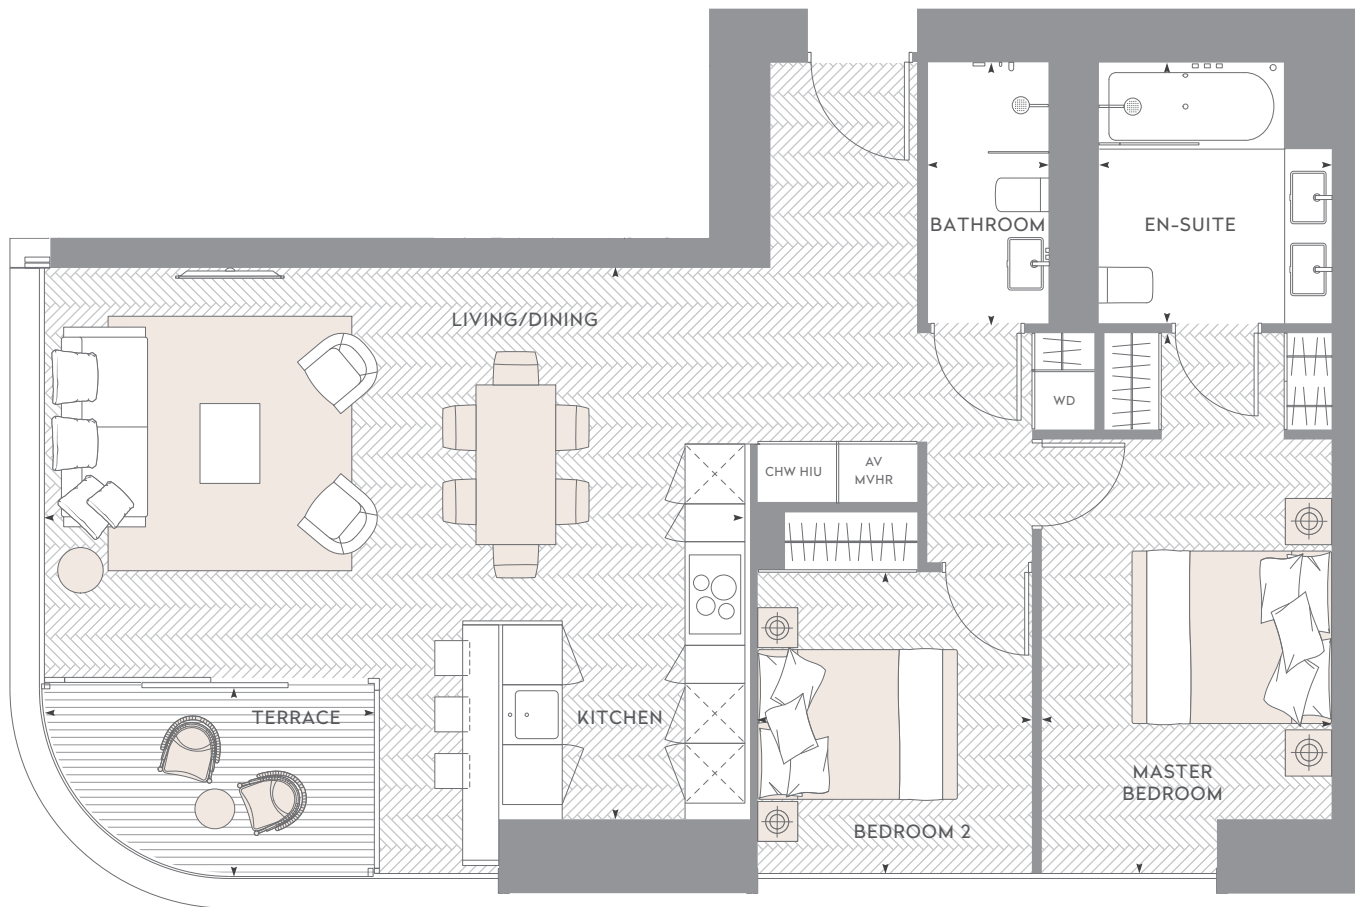 BATHROOM
EN-SUITE
LIVING/DINING
WD
CHW HIU
AV
MVHR
TERRACE
KITCHEN
MASTER
BEDROOM
BEDROOM 2